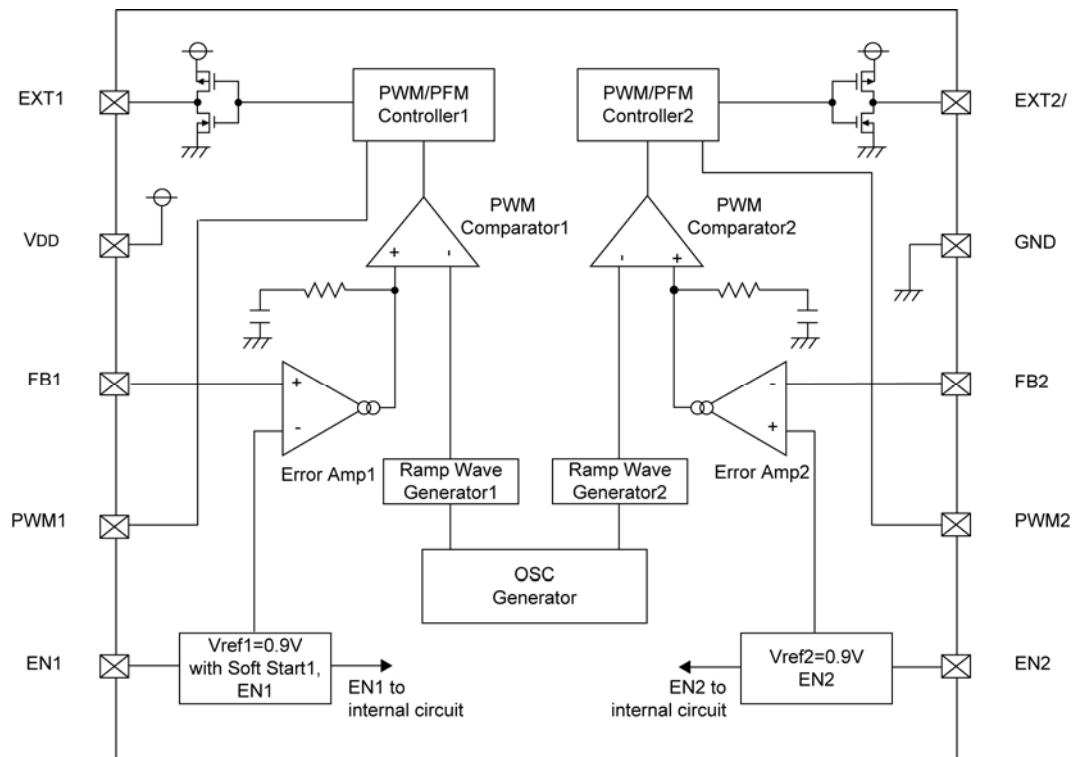 EXT1
PWM/PFM
Controller1
PWM/PFM
Controller2
EXT2/
VDD
PWM
Comparator1
PWM
Comparator2
GND
+
-
-
+
FB1
+
-
Error Amp1
-
+
Error Amp2
FB2
Ramp Wave
Generator1
Ramp Wave
Generator2
PWM1
PWM2
OSC
Generator
EN1
Vref1=0.9V
with Soft Start1,
EN1
EN1 to
internal circuit
EN2 to
internal circuit
Vref2=0.9V
EN2
EN2